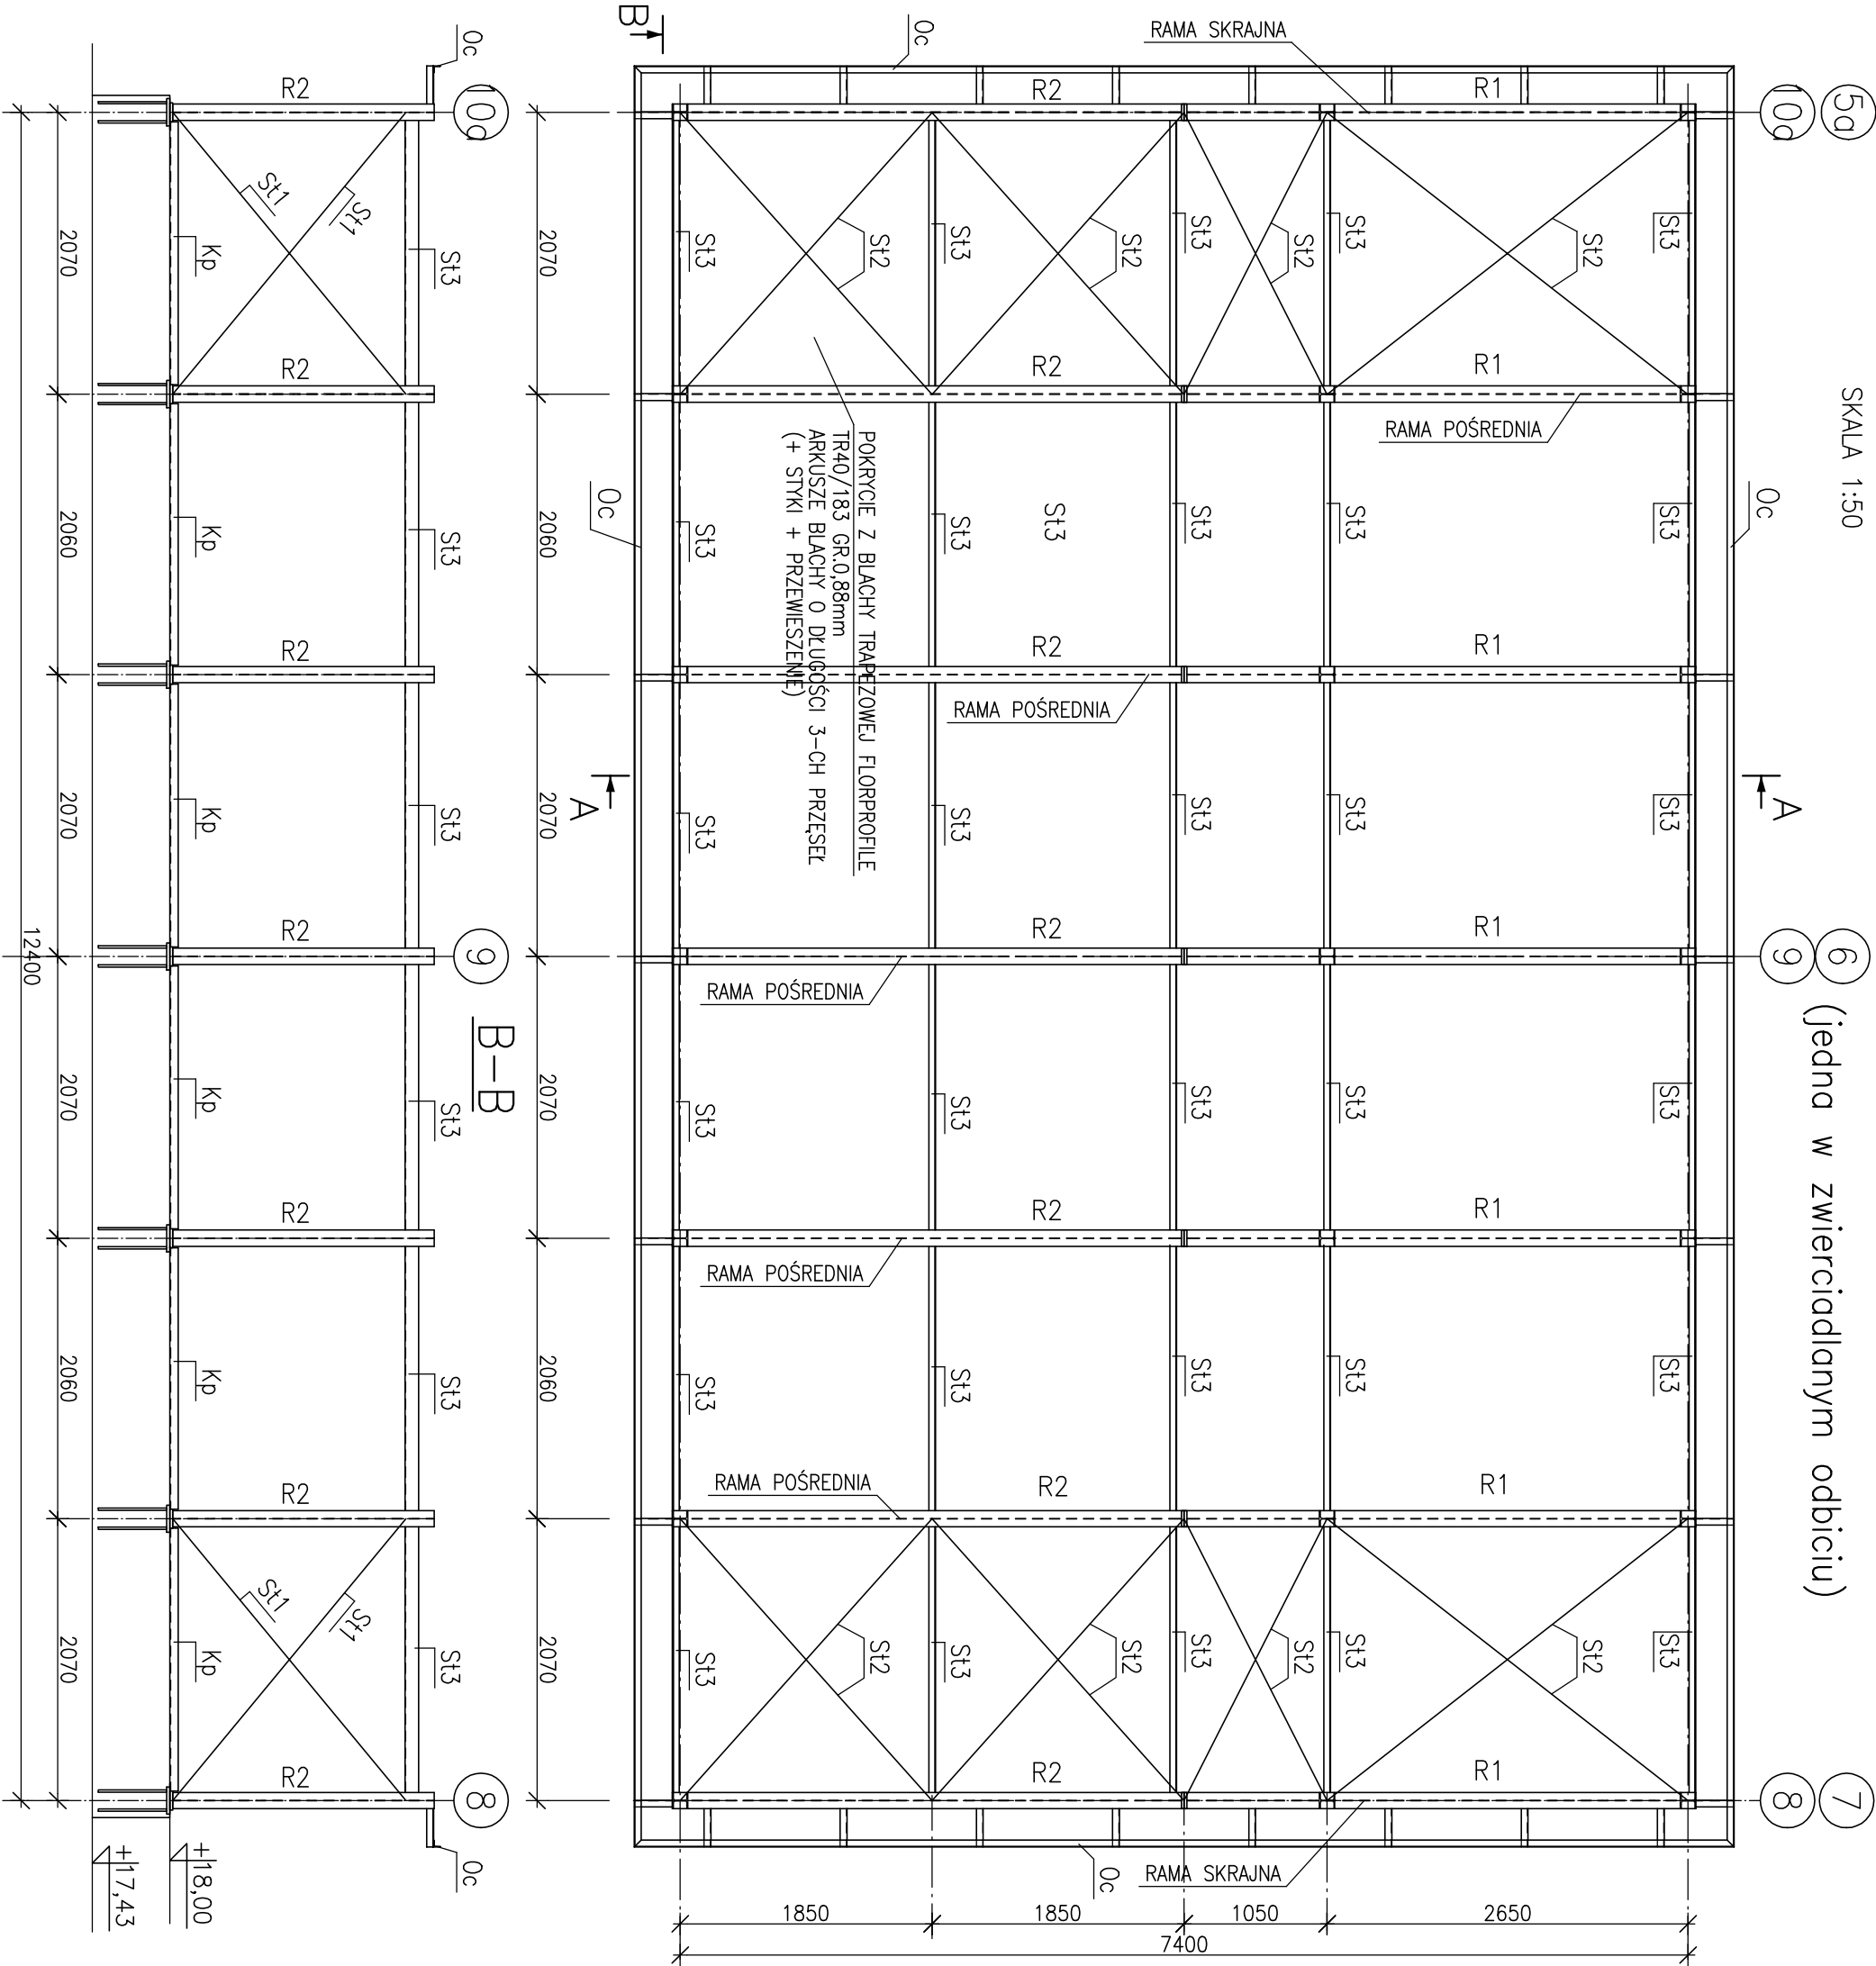 SKALA 1:50
5a
10a
6
9
(jedna w zwierciadlanym odbiciu)
7
8
Oc
A
A
B
Oc
RAMA SKRAJNA
R2
R1
St3
St2
St3
St2
St3
St2
St3
St2
St3
R2
R1
RAMA POŚREDNIA
POKRYCIE Z BLACHY TRAPEZOWEJ FLORPROFILE
TR40/183 GR.0,88mm
ARKUSZE BLACHY O DŁUGOŚCI 3-CH PRZĘSEŁ
(+ STYKI + PRZEWIESZENIE)
Oc
St3
St3
St3
St3
St3
St3
R2
R1
RAMA POŚREDNIA
St3
St3
St3
St3
St3
R2
R1
RAMA POŚREDNIA
St3
St3
St3
St3
St3
R2
R1
RAMA POŚREDNIA
St3
St3
St3
St3
St3
RAMA POŚREDNIA
R2
R1
St3
St2
St3
St2
St3
St2
St3
St2
St3
R2
R1
RAMA SKRAJNA
Oc
1850
1850
1050
2650
7400
2070
2060
2070
2070
2060
2070
B-B
Oc
10a
9
8
Oc
St3
St3
St3
St3
St3
St3
R2
R2
R2
R2
R2
R2
R2
St1
St1
St1
St1
Kp
Kp
Kp
Kp
Kp
Kp
+18,00
+17,43
2070
2060
2070
2070
2060
2070
12400